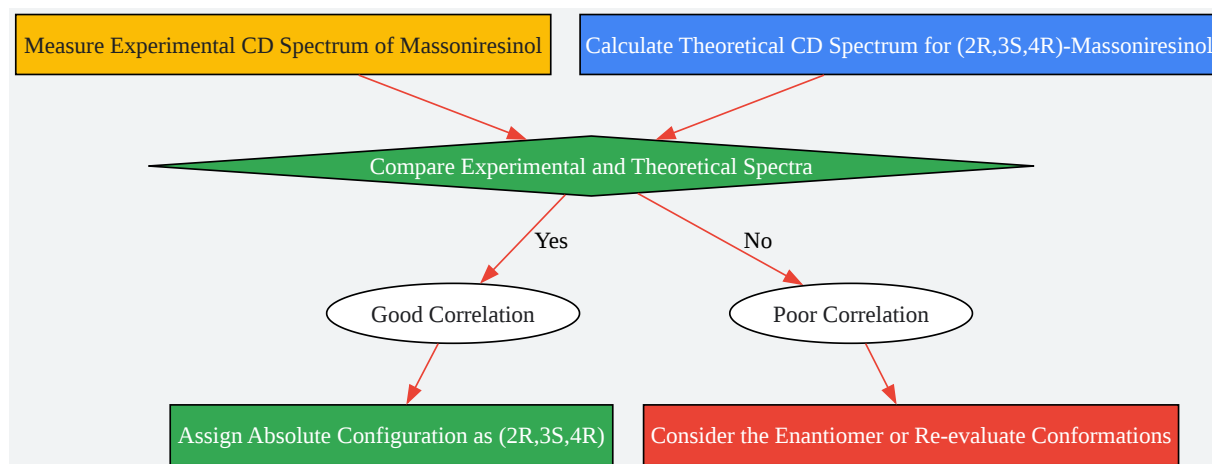 Measure Experimental CD Spectrum of Massoniresinol
Calculate Theoretical CD Spectrum for (2R,3S,4R)-Massoniresinol
Compare Experimental and Theoretical Spectra
Yes
No
Good Correlation
Poor Correlation
Assign Absolute Configuration as (2R,3S,4R)
Consider the Enantiomer or Re-evaluate Conformations